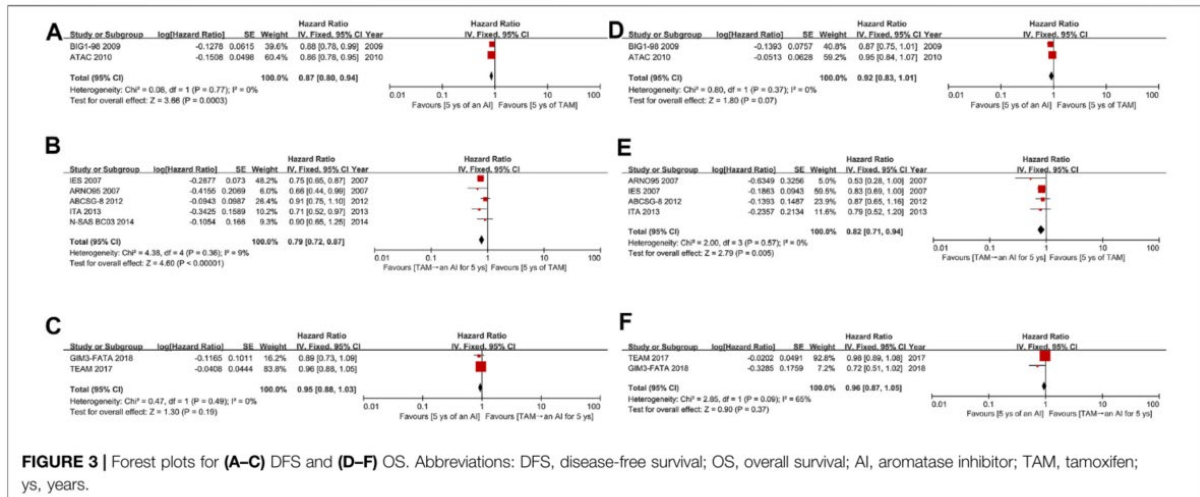 A
Hazard Ratio
Hazard Ratio
Study or Subgroup log[Hazard Ratio] SE Weight IV, Fixed, 95% CI Year
IV, Fixed, 95% CI
BIG1-98 2009 -0.1278 0.0615 39.6% 0.88 [0.78, 0.99] 2009
ATAC 2010 -0.1508 0.0498 60.4% 0.86 [0.78, 0.95] 2010
Total (95% CI) 100.0% 0.87 [0.80, 0.94]
Heterogeneity: Chi² = 0.08, df = 1 (P = 0.77); I² = 0%
Test for overall effect: Z = 3.66 (P = 0.0003)
0.01 0.1 1 10 100
Favours [5 ys of an AI] Favours [5 ys of TAM]
D
Hazard Ratio
Hazard Ratio
Study or Subgroup log[Hazard Ratio] SE Weight IV, Fixed, 95% CI Year
IV, Fixed, 95% CI
BIG1-98 2009 -0.1393 0.0757 40.8% 0.87 [0.75, 1.01] 2009
ATAC 2010 -0.0513 0.0628 59.2% 0.95 [0.84, 1.07] 2010
Total (95% CI) 100.0% 0.92 [0.83, 1.01]
Heterogeneity: Chi² = 0.80, df = 1 (P = 0.37); I² = 0%
Test for overall effect: Z = 1.80 (P = 0.07)
0.01 0.1 1 10 100
Favours [5 ys of an AI] Favours [5 ys of TAM]
B
Hazard Ratio
Hazard Ratio
Study or Subgroup log[Hazard Ratio] SE Weight IV, Fixed, 95% CI Year
IV, Fixed, 95% CI
IES 2007 -0.2877 0.073 48.2% 0.75 [0.65, 0.87] 2007
ARNO95 2007 -0.4155 0.2069 6.0% 0.66 [0.44, 0.99] 2007
ABCSG-8 2012 -0.0943 0.0987 26.4% 0.91 [0.75, 1.10] 2012
ITA 2013 -0.3425 0.1589 10.2% 0.71 [0.52, 0.97] 2013
N-SAS BC03 2014 -0.1054 0.166 9.3% 0.90 [0.65, 1.25] 2014
Total (95% CI) 100.0% 0.79 [0.72, 0.87]
Heterogeneity: Chi² = 4.38, df = 4 (P = 0.36); I² = 9%
Test for overall effect: Z = 4.60 (P < 0.00001)
0.01 0.1 1 10 100
Favours [TAM→an AI for 5 ys] Favours [5 ys of TAM]
E
Hazard Ratio
Hazard Ratio
Study or Subgroup log[Hazard Ratio] SE Weight IV, Fixed, 95% CI Year
IV, Fixed, 95% CI
ARNO95 2007 -0.6349 0.3256 5.0% 0.53 [0.28, 1.00] 2007
IES 2007 -0.1863 0.0943 59.5% 0.83 [0.69, 1.00] 2007
ABCSG-8 2012 -0.1393 0.1487 23.9% 0.87 [0.65, 1.16] 2012
ITA 2013 -0.2357 0.2134 11.6% 0.79 [0.52, 1.20] 2013
Total (95% CI) 100.0% 0.82 [0.71, 0.94]
Heterogeneity: Chi² = 2.00, df = 3 (P = 0.57); I² = 0%
Test for overall effect: Z = 2.79 (P = 0.005)
0.01 0.1 1 10 100
Favours [TAM→an AI for 5 ys] Favours [5 ys of TAM]
C
Hazard Ratio
Hazard Ratio
Study or Subgroup log[Hazard Ratio] SE Weight IV, Fixed, 95% CI Year
IV, Fixed, 95% CI
GIM3-FATA 2018 -0.1165 0.1011 16.2% 0.89 [0.73, 1.09] 2018
TEAM 2017 -0.0408 0.0444 83.8% 0.96 [0.88, 1.05] 2017
Total (95% CI) 100.0% 0.95 [0.88, 1.03]
Heterogeneity: Chi² = 0.47, df = 1 (P = 0.49); I² = 0%
Test for overall effect: Z = 1.30 (P = 0.19)
0.01 0.1 1 10 100
Favours [5 ys of an AI] Favours [TAM→an AI for 5 ys]
F
Hazard Ratio
Hazard Ratio
Study or Subgroup log[Hazard Ratio] SE Weight IV, Fixed, 95% CI Year
IV, Fixed, 95% CI
TEAM 2017 -0.0202 0.0491 92.8% 0.98 [0.89, 1.08] 2017
GIM3-FATA 2018 -0.3285 0.1759 7.2% 0.72 [0.51, 1.02] 2018
Total (95% CI) 100.0% 0.96 [0.87, 1.05]
Heterogeneity: Chi² = 2.85, df = 1 (P = 0.09); I² = 65%
Test for overall effect: Z = 0.90 (P = 0.37)
0.01 0.1 1 10 100
Favours [5 ys of an AI] Favours [TAM→an AI for 5 ys]
FIGURE 3 | Forest plots for (A–C) DFS and (D–F) OS. Abbreviations: DFS, disease-free survival; OS, overall survival; AI, aromatase inhibitor; TAM, tamoxifen;
ys, years.